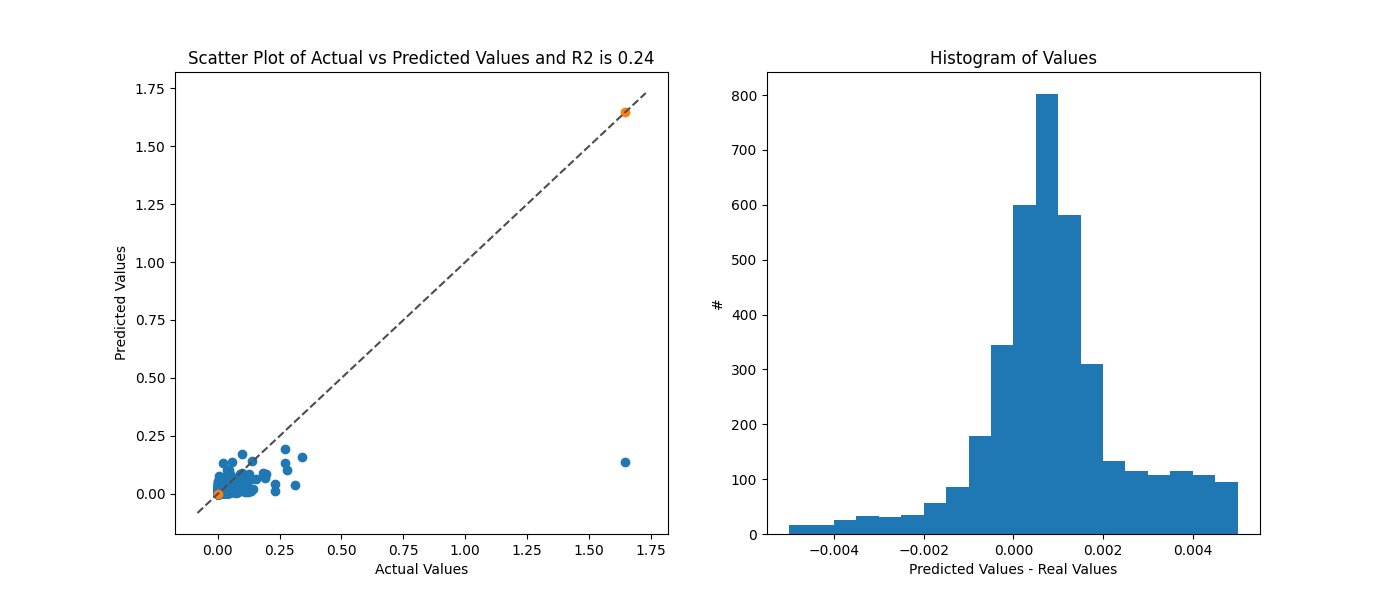 Scatter Plot of Actual vs Predicted Values and R2 is 0.24
1.75
1.50
1.25
1.00
0.75
0.50
0.25
0.00
Predicted Values
0.00 0.25 0.50 0.75 1.00 1.25 1.50 1.75
Actual Values
Histogram of Values
800
700
600
500
400
300
200
100
0
#
−0.004 −0.002 0.000 0.002 0.004
Predicted Values - Real Values